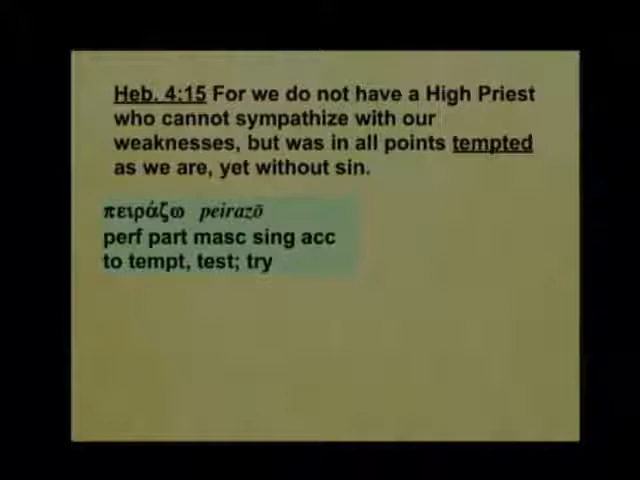 Heb. 4:15 For we do not have a High Priest
who cannot sympathize with our
weaknesses, but was in all points tempted
as we are, yet without sin.
πειράζω peirazō
perf part masc sing acc
to tempt, test; try